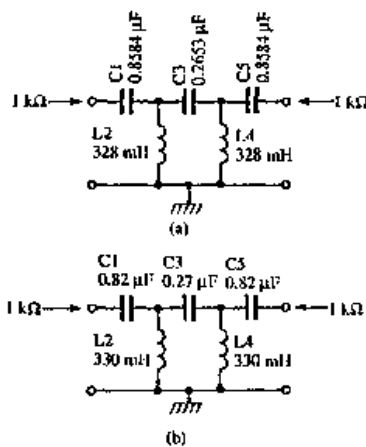 C1
0.8584 µF
C3
0.2653 µF
C5
0.8584 µF
1 kΩ
1 kΩ
L2
328 mH
L4
328 mH
(a)
C1
0.82 µF
C3
0.27 µF
C5
0.82 µF
1 kΩ
1 kΩ
L2
330 mH
L4
330 mH
(b)